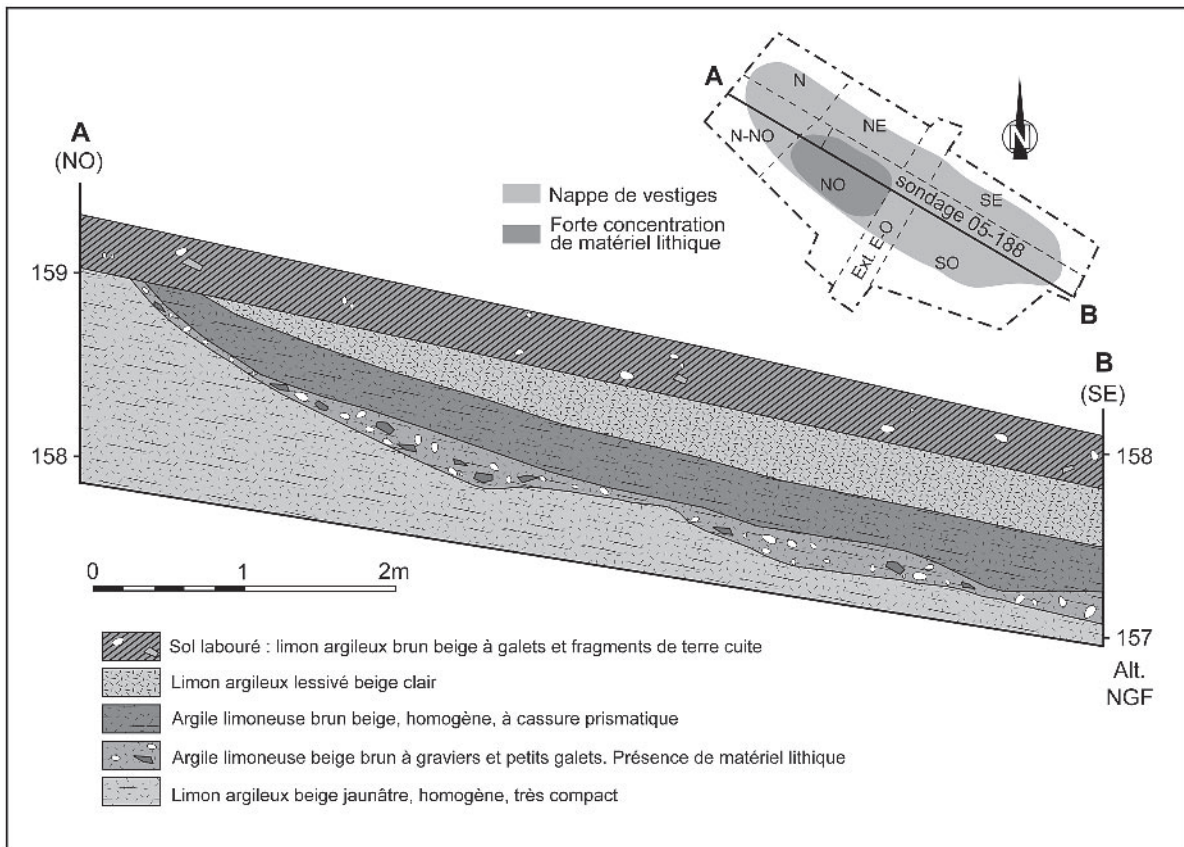 A
(NO)
159
158
A
N
NE
N-NO
NO
sondage 05-188
SE
Ext. E-O
SO
B
N
Nappe de vestiges
Forte concentration
de matériel lithique
B
(SE)
158
157
Alt.
NGF
0 1 2m
Sol labouré : limon argileux brun beige à galets et fragments de terre cuite
Limon argileux lessivé beige clair
Argile limoneuse brun beige, homogène, à cassure prismatique
Argile limoneuse beige brun à graviers et petits galets. Présence de matériel lithique
Limon argileux beige jaunâtre, homogène, très compact